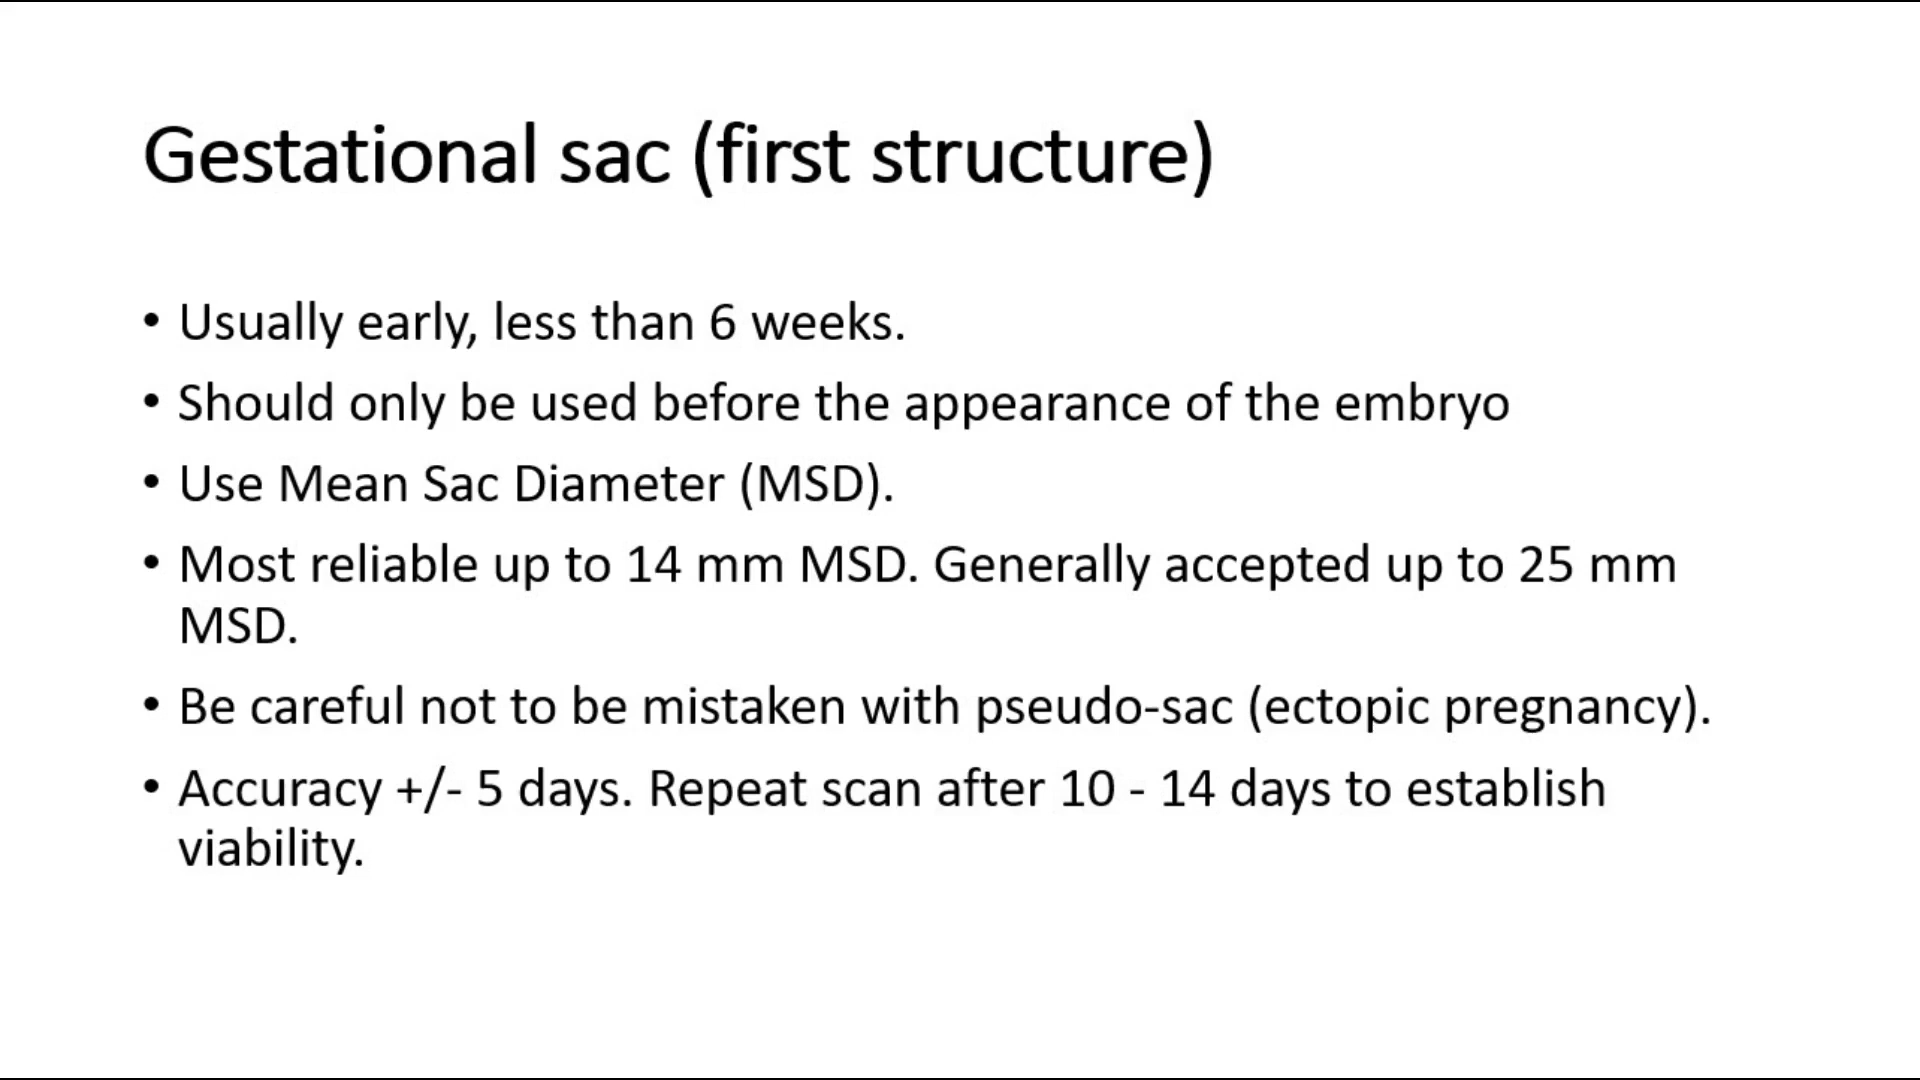 Gestational sac (first structure)
• Usually early, less than 6 weeks.
• Should only be used before the appearance of the embryo
• Use Mean Sac Diameter (MSD).
• Most reliable up to 14 mm MSD. Generally accepted up to 25 mm
MSD.
• Be careful not to be mistaken with pseudo-sac (ectopic pregnancy).
• Accuracy +/- 5 days. Repeat scan after 10 - 14 days to establish
viability.